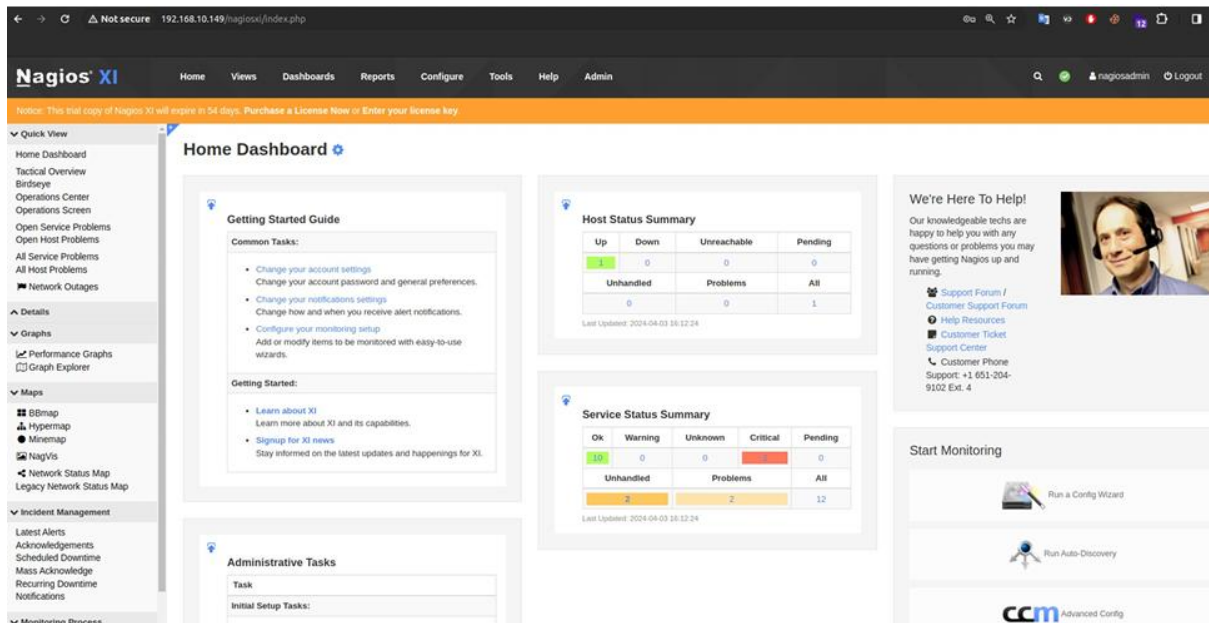 Not secure 192.168.10.149/nagiosxi/index.php
12
Nagios® XI
Home Views Dashboards Reports Configure Tools Help Admin
nagiosadmin Logout
Notice: This trial copy of Nagios XI will expire in 54 days. Purchase a License Now or Enter your license key.
Quick View
Home Dashboard
Tactical Overview
Birdseye
Operations Center
Operations Screen
Open Service Problems
Open Host Problems
All Service Problems
All Host Problems
Network Outages
Details
Graphs
Performance Graphs
Graph Explorer
Maps
BBmap
Hypermap
Minemap
NagVis
Network Status Map
Legacy Network Status Map
Incident Management
Latest Alerts
Acknowledgements
Scheduled Downtime
Mass Acknowledge
Recurring Downtime
Notifications
Monitoring Process
Home Dashboard
Getting Started Guide
Common Tasks:
Change your account settings
Change your account password and general preferences.
Change your notifications settings
Change how and when you receive alert notifications.
Configure your monitoring setup
Add or modify items to be monitored with easy-to-use
wizards.
Getting Started:
Learn about XI
Learn more about XI and its capabilities.
Signup for XI news
Stay informed on the latest updates and happenings for XI.
Administrative Tasks
Task
Initial Setup Tasks:
Host Status Summary
Up Down Unreachable Pending
1 0 0 0
Unhandled Problems All
0 0 1
Last Updated: 2024-04-03 16:12:24
Service Status Summary
Ok Warning Unknown Critical Pending
10 0 0 2 0
Unhandled Problems All
2 2 12
Last Updated: 2024-04-03 16:12:24
We're Here To Help!
Our knowledgeable techs are
happy to help you with any
questions or problems you may
have getting Nagios up and
running.
Support Forum /
Customer Support Forum
Help Resources
Customer Ticket
Support Center
Customer Phone
Support: +1 651-204-
9102 Ext. 4
Start Monitoring
Run a Config Wizard
Run Auto-Discovery
ccm Advanced Config